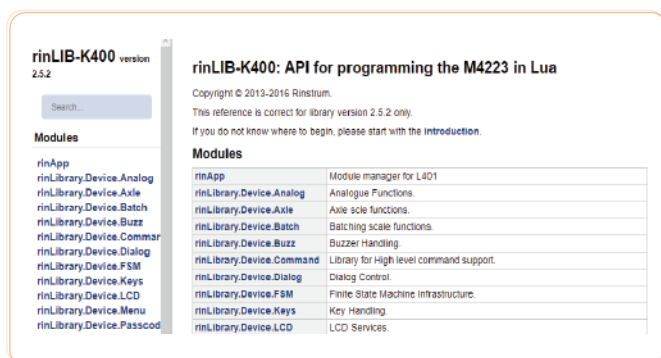 rinLIB-K400 version
2.5.2
Search...
Modules
rinApp
rinLibrary.Device.Analog
rinLibrary.Device.Axle
rinLibrary.Device.Batch
rinLibrary.Device.Buzz
rinLibrary.Device.Commar
rinLibrary.Device.Dialog
rinLibrary.Device.FSM
rinLibrary.Device.Keys
rinLibrary.Device.LCD
rinLibrary.Device.Menu
rinLibrary.Device.Passcod
rinLIB-K400: API for programming the M4223 in Lua
Copyright © 2013-2016 Rinstrum.
This reference is correct for library version 2.5.2 only.
If you do not know where to begin, please start with the introduction.
Modules
rinApp Module manager for L401
rinLibrary.Device.Analog Analogue Functions.
rinLibrary.Device.Axle Axle scle functions.
rinLibrary.Device.Batch Batching scale functions.
rinLibrary.Device.Buzz Buzzer Handling.
rinLibrary.Device.Command Library for High level command support.
rinLibrary.Device.Dialog Dialog Control.
rinLibrary.Device.FSM Finite State Machine Infrastructure.
rinLibrary.Device.Keys Key Handling.
rinLibrary.Device.LCD LCD Services.